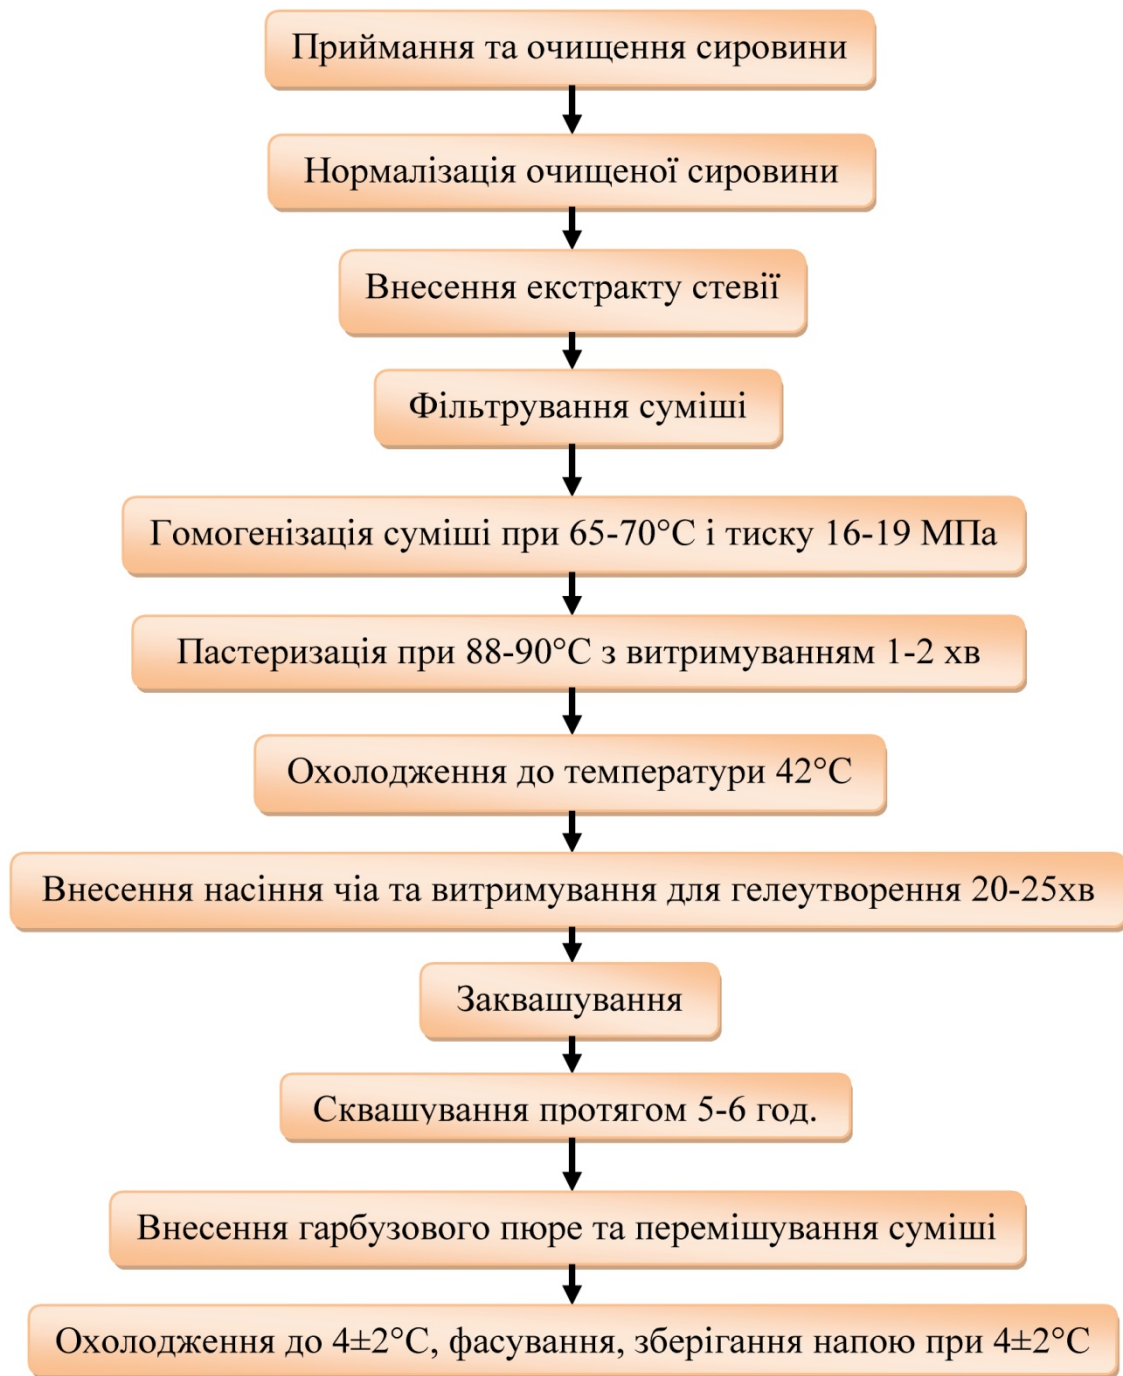 Приймання та очищення сировини
Нормалізація очищеної сировини
Внесення екстракту стевії
Фільтрування суміші
Гомогенізація суміші при 65-70°С і тиску 16-19 МПа
Пастеризація при 88-90°С з витримуванням 1-2 хв
Охолодження до температури 42°С
Внесення насіння чіа та витримування для гелеутворення 20-25хв
Заквашування
Сквашування протягом 5-6 год.
Внесення гарбузового пюре та перемішування суміші
Охолодження до 4±2°С, фасування, зберігання напою при 4±2°С